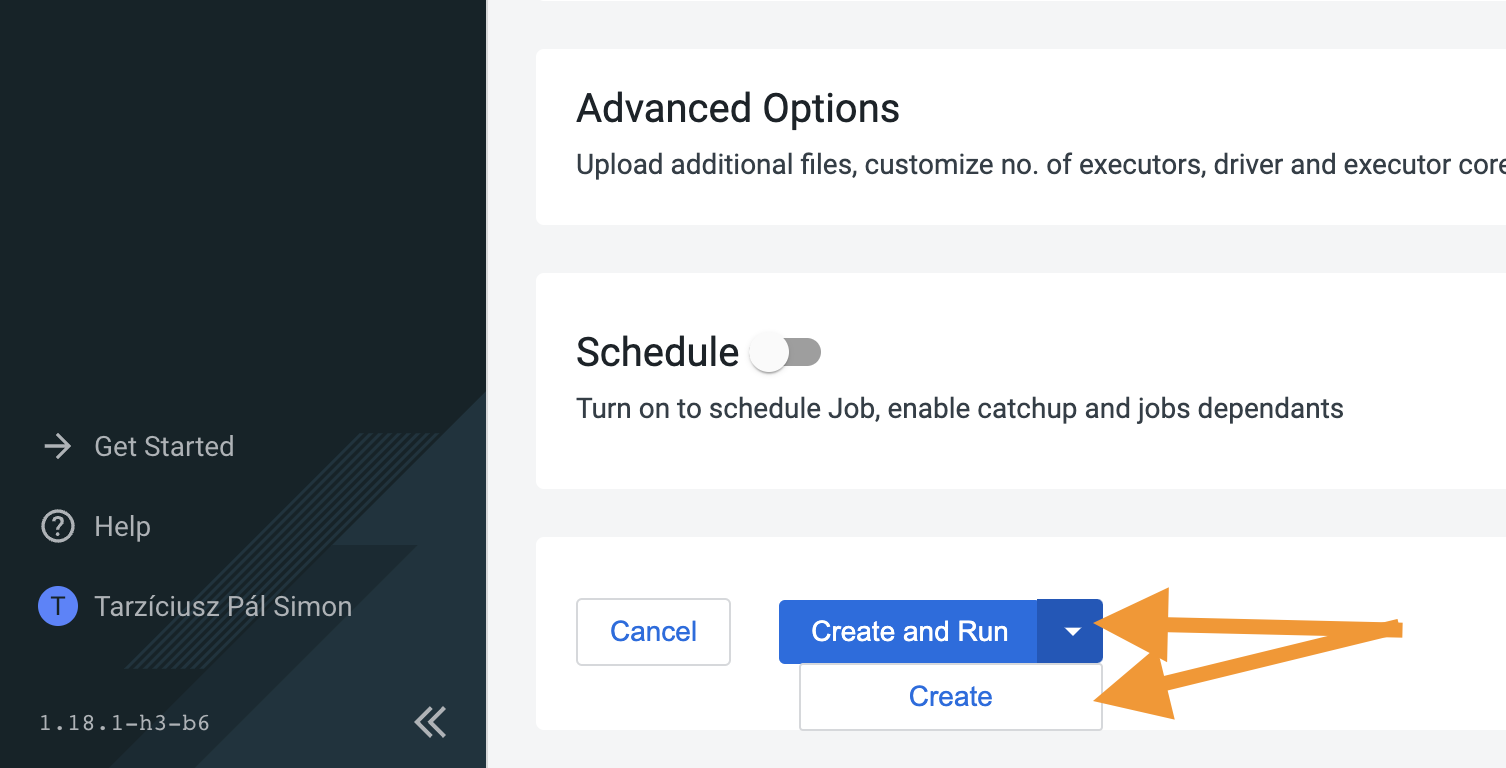 Advanced Options
Upload additional files, customize no. of executors, driver and executor core
Schedule
Turn on to schedule Job, enable catchup and jobs dependants
Get Started
? Help
T Tarzíciusz Pál Simon
1.18.1-h3-b6
Cancel
Create and Run
Create